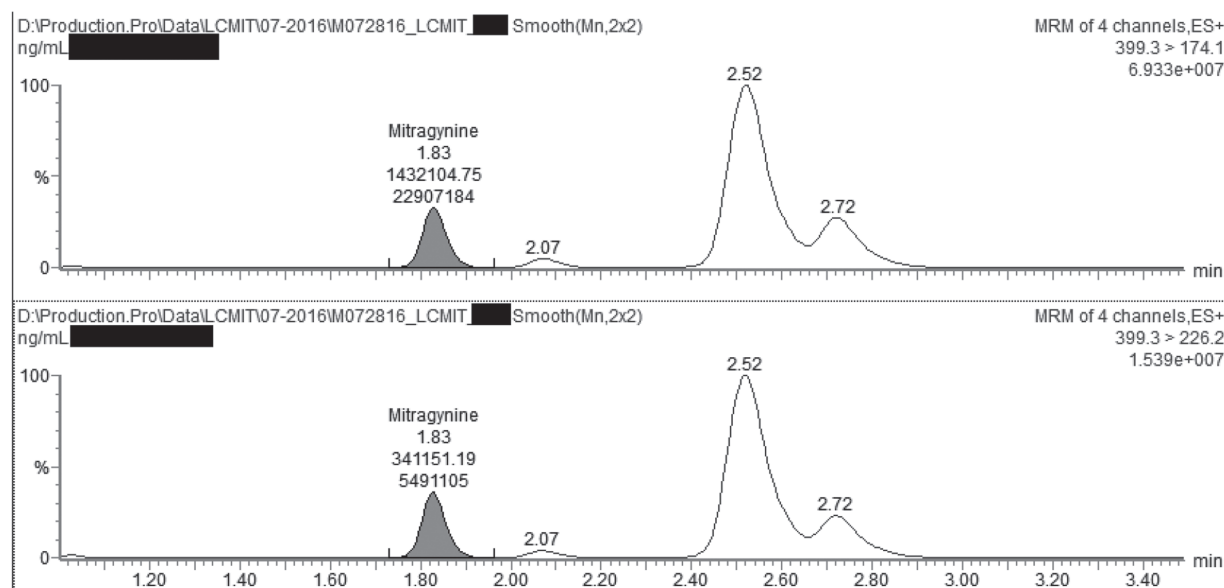 D:\Production.Pro\Data\LCMIT\07-2016\M072816_LCMIT_ Smooth(Mn,2x2)
ng/mL
MRM of 4 channels,ES+
399.3 > 174.1
6.933e+007
100
%
0
Mitragynine
1.83
1432104.75
22907184
2.07
2.52
2.72
min
D:\Production.Pro\Data\LCMIT\07-2016\M072816_LCMIT_ Smooth(Mn,2x2)
ng/mL
MRM of 4 channels,ES+
399.3 > 226.2
1.539e+007
100
%
0
Mitragynine
1.83
341151.19
5491105
2.07
2.52
2.72
min
1.20 1.40 1.60 1.80 2.00 2.20 2.40 2.60 2.80 3.00 3.20 3.40